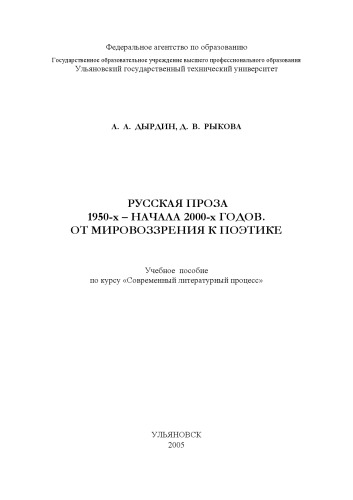 Федеральное агентство по образованию
Государственное образовательное учреждение высшего профессионального образования
Ульяновский государственный технический университет
А. А. ДЫРДИН, Д. В. РЫКОВА
РУССКАЯ ПРОЗА
1950-х – НАЧАЛА 2000-х ГОДОВ.
ОТ МИРОВОЗЗРЕНИЯ К ПОЭТИКЕ
Учебное пособие
по курсу «Современный литературный процесс»
УЛЬЯНОВСК
2005